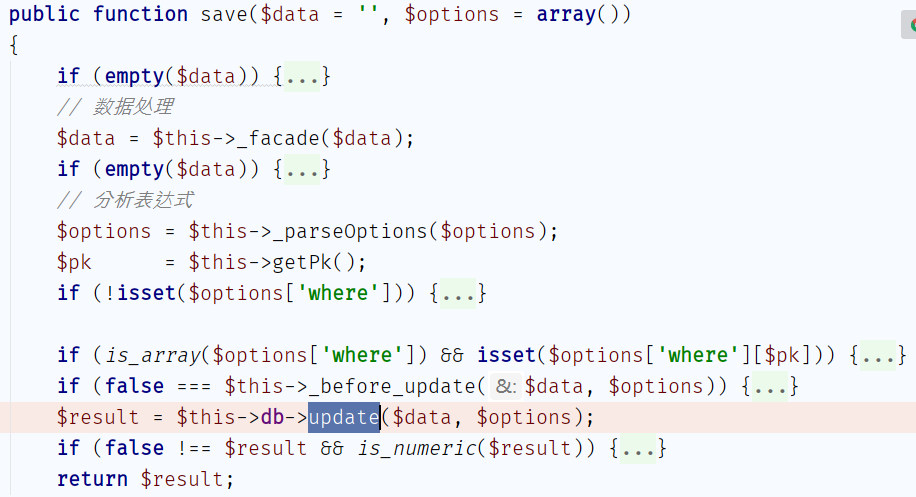 public function save($data = '', $options = array())
{
    if (empty($data)) {...}
    // 数据处理
    $data = $this->_facade($data);
    if (empty($data)) {...}
    // 分析表达式
    $options = $this->_parseOptions($options);
    $pk      = $this->getPk();
    if (!isset($options['where'])) {...}

    if (is_array($options['where']) && isset($options['where'][$pk])) {...}
    if (false === $this->_before_update( &: $data, $options)) {...}
    $result = $this->db->update($data, $options);
    if (false !== $result && is_numeric($result)) {...}
    return $result;